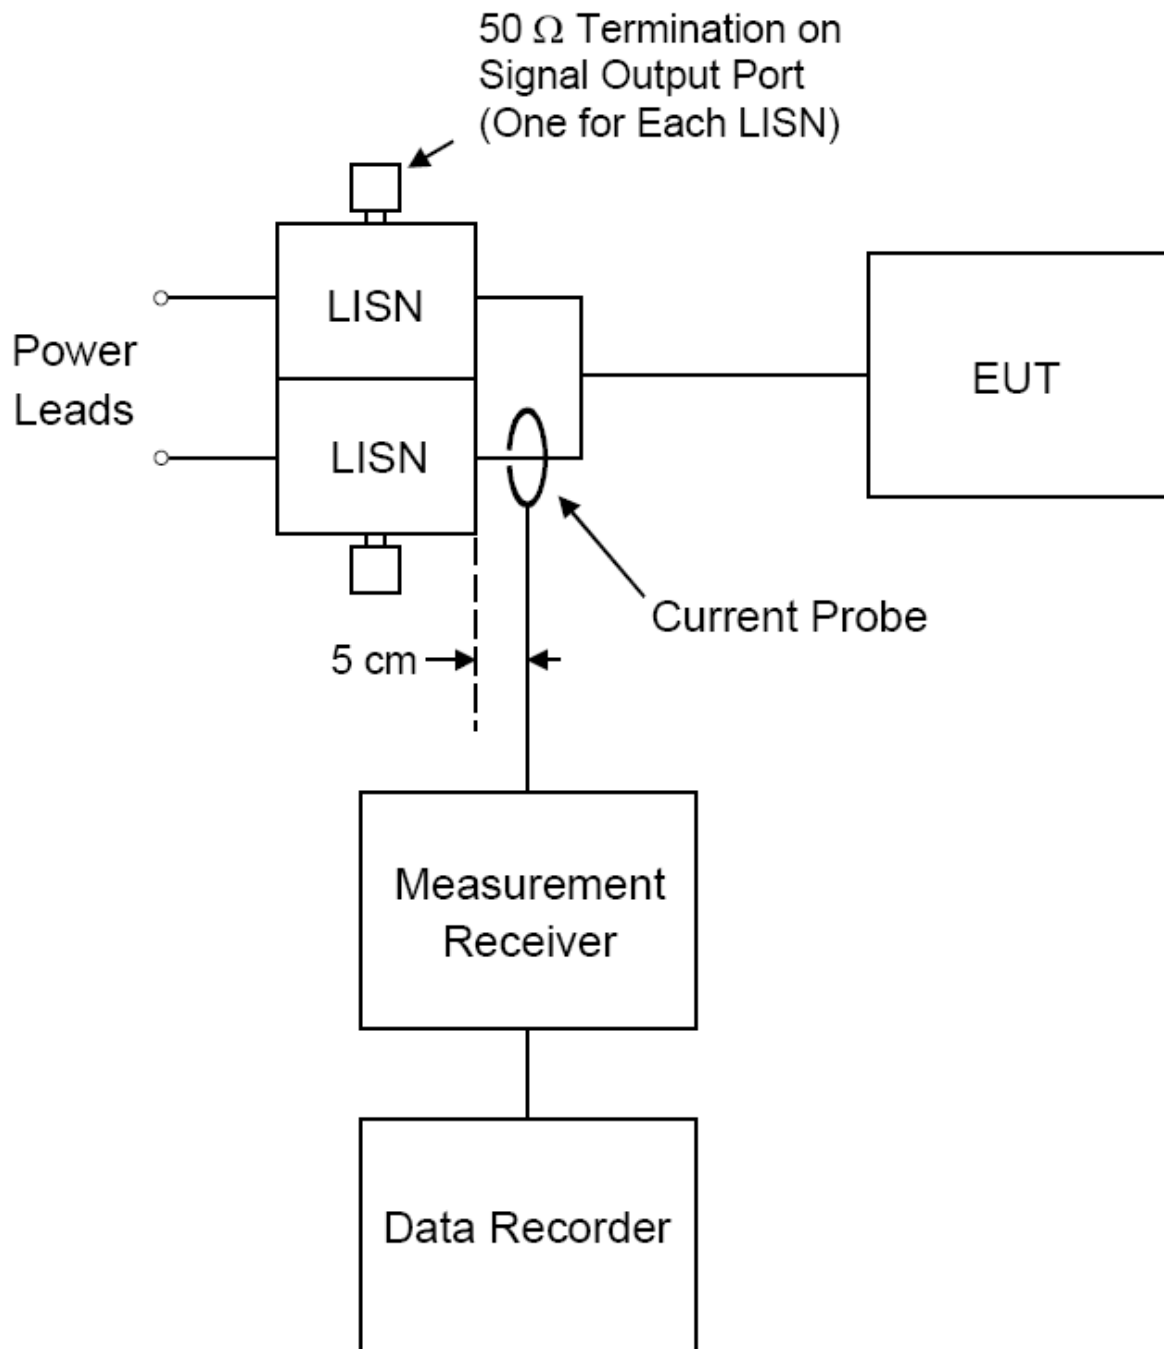 50 Ω Termination on
Signal Output Port
(One for Each LISN)
LISN
Power
Leads
EUT
LISN
Current Probe
5 cm
Measurement
Receiver
Data Recorder